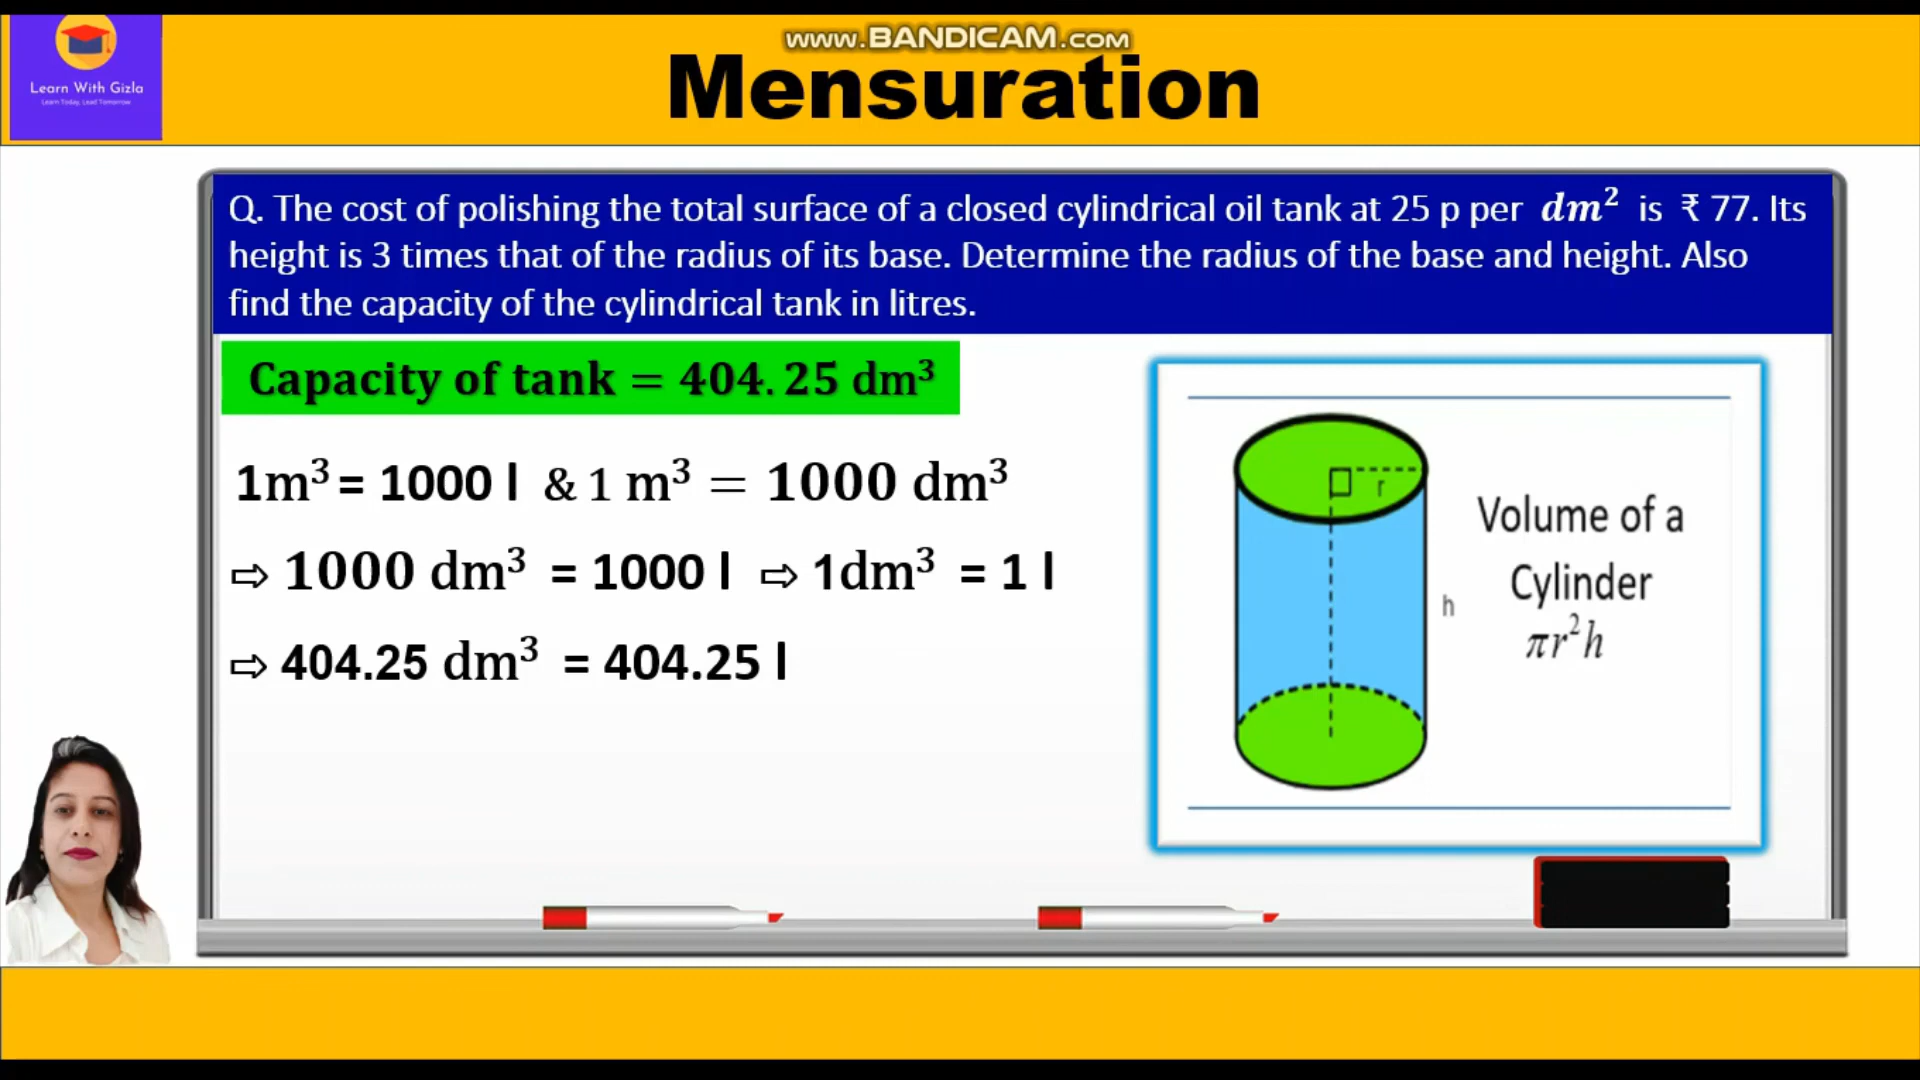 www.BANDICAM.com
Learn With Gizla
Learn Today, Lead Tomorrow
Mensuration
Q. The cost of polishing the total surface of a closed cylindrical oil tank at 25 p per dm² is ₹ 77. Its
height is 3 times that of the radius of its base. Determine the radius of the base and height. Also
find the capacity of the cylindrical tank in litres.
Capacity of tank = 404.25 dm³
1m³ = 1000 l & 1 m³ = 1000 dm³
⇨ 1000 dm³ = 1000 l ⇨ 1dm³ = 1 l
⇨ 404.25 dm³ = 404.25 l
r
h
Volume of a
Cylinder
πr²h